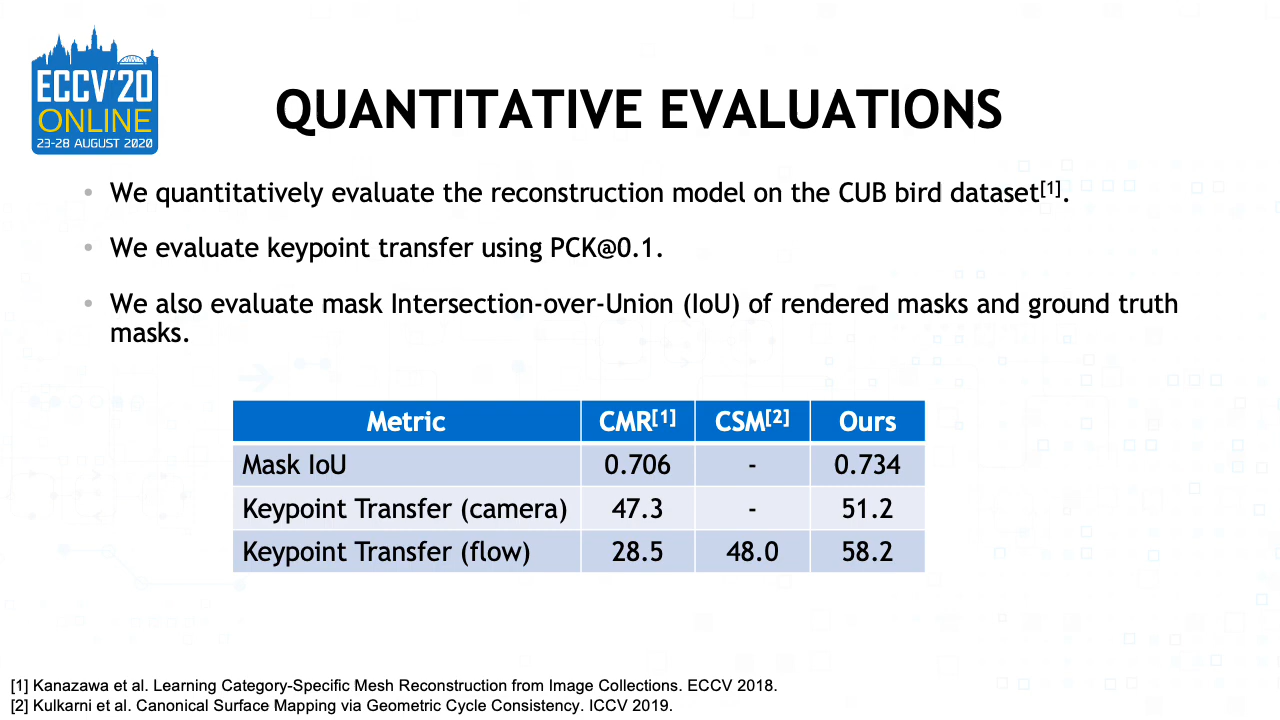 ECCV'20
ONLINE
23-28 AUGUST 2020
QUANTITATIVE EVALUATIONS
• We quantitatively evaluate the reconstruction model on the CUB bird dataset[1].
• We evaluate keypoint transfer using PCK@0.1.
• We also evaluate mask Intersection-over-Union (IoU) of rendered masks and ground truth
masks.
Metric CMR[1] CSM[2] Ours
Mask IoU 0.706 - 0.734
Keypoint Transfer (camera) 47.3 - 51.2
Keypoint Transfer (flow) 28.5 48.0 58.2
[1] Kanazawa et al. Learning Category-Specific Mesh Reconstruction from Image Collections. ECCV 2018.
[2] Kulkarni et al. Canonical Surface Mapping via Geometric Cycle Consistency. ICCV 2019.